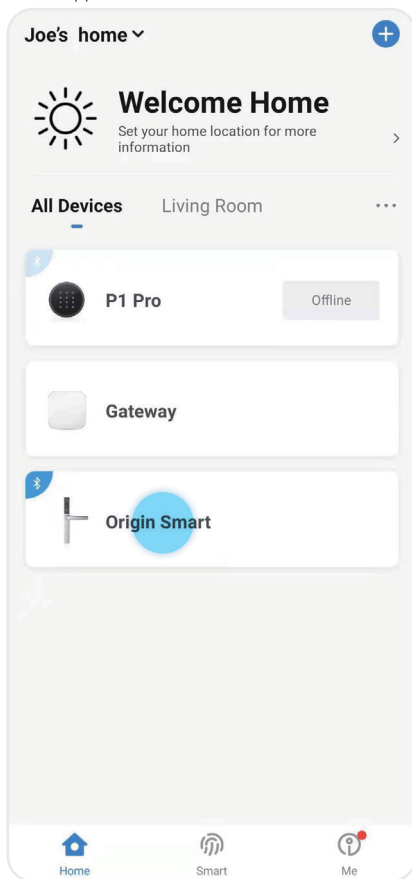 Joe's home
Welcome Home
Set your home location for more
information
All Devices Living Room
P1 Pro Offline
Gateway
Origin Smart
Home Smart Me